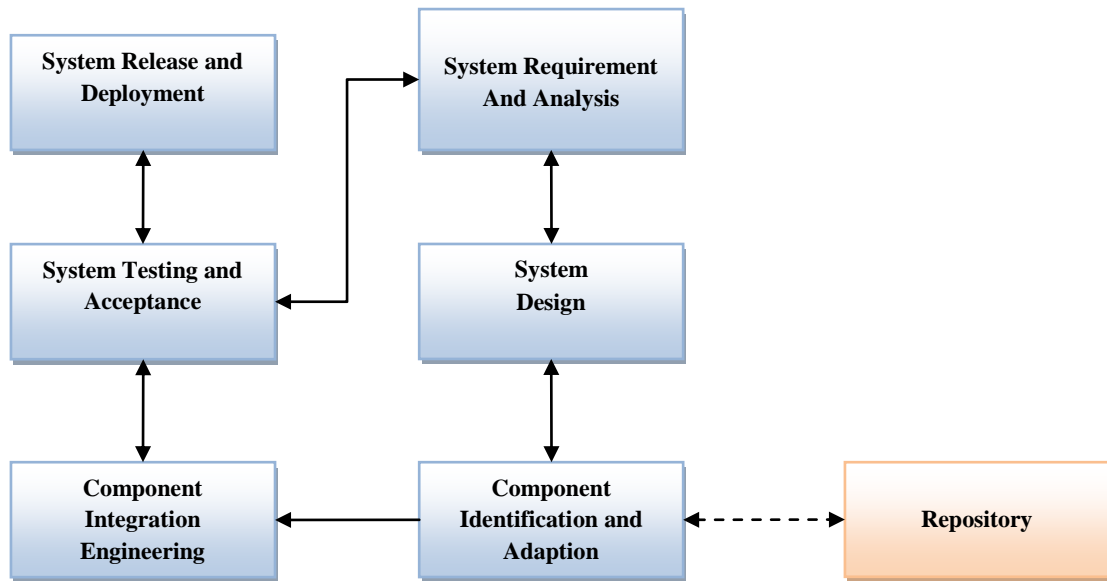 System Release and
Deployment
System Requirement
And Analysis
System Testing and
Acceptance
System
Design
Component
Integration
Engineering
Component
Identification and
Adaption
Repository